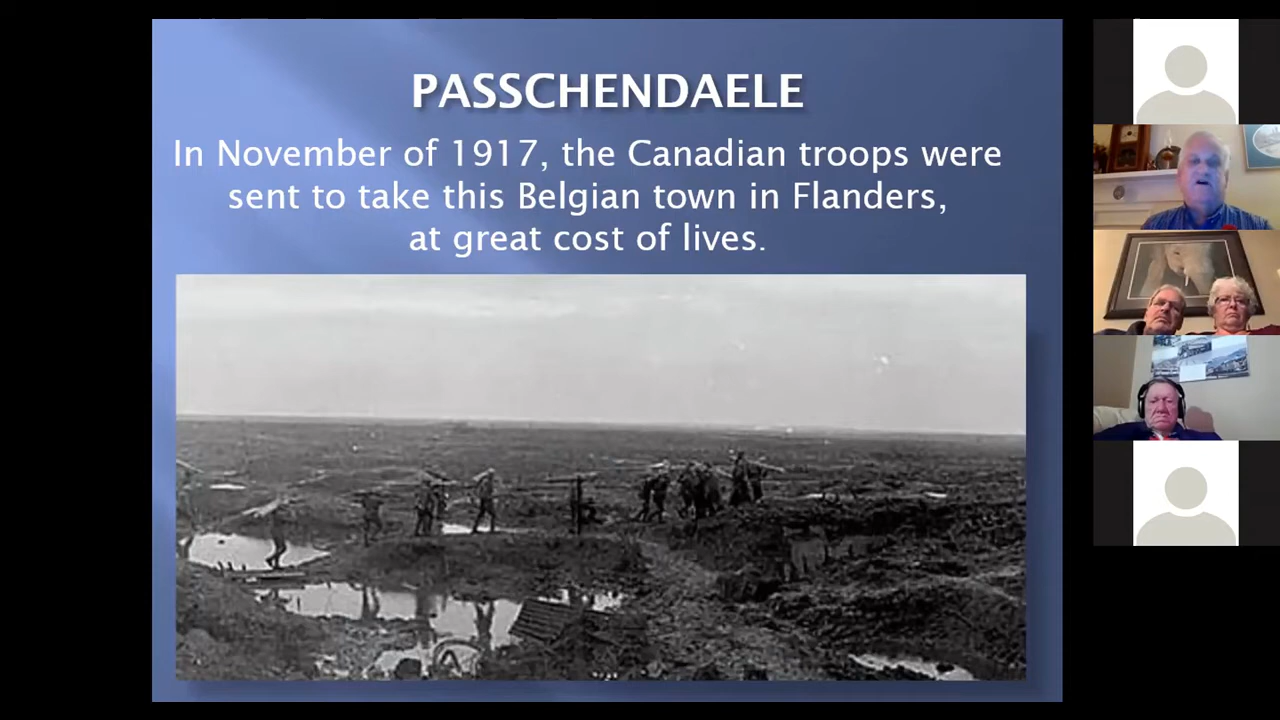 PASSCHENDAELE
In November of 1917, the Canadian troops were
sent to take this Belgian town in Flanders,
at great cost of lives.